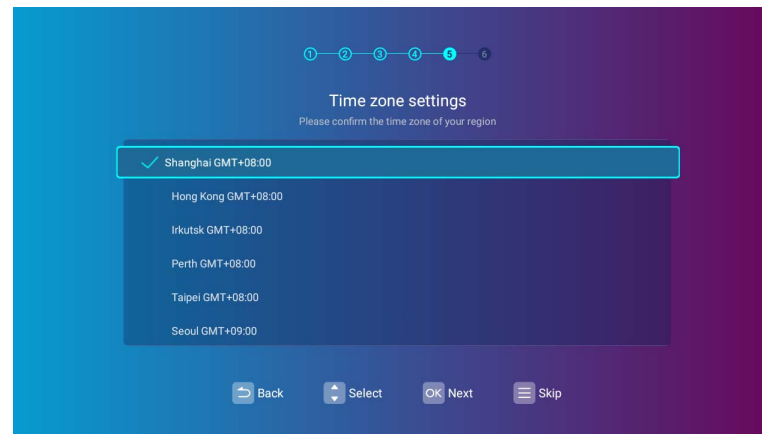 1 2 3 4 5 6
Time zone settings
Please confirm the time zone of your region
Shanghai GMT+08:00
Hong Kong GMT+08:00
Irkutsk GMT+08:00
Perth GMT+08:00
Taipei GMT+08:00
Seoul GMT+09:00
Back Select OK Next Skip